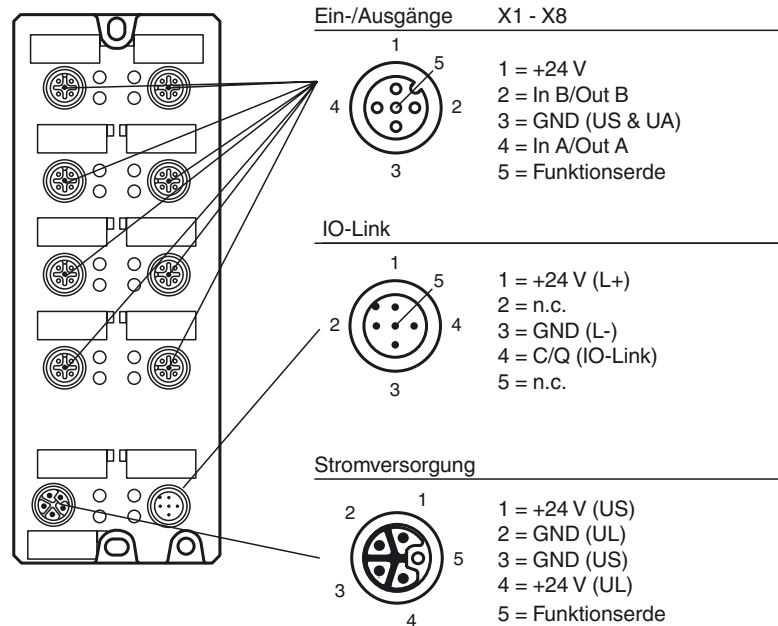 Ein-/Ausgänge X1 - X8
1
5
4
2
3
1 = +24 V
2 = In B/Out B
3 = GND (US & UA)
4 = In A/Out A
5 = Funktionserde
IO-Link
1
5
2
4
3
1 = +24 V (L+)
2 = n.c.
3 = GND (L-)
4 = C/Q (IO-Link)
5 = n.c.
Stromversorgung
1
2
5
3
4
1 = +24 V (US)
2 = GND (UL)
3 = GND (US)
4 = +24 V (UL)
5 = Funktionserde